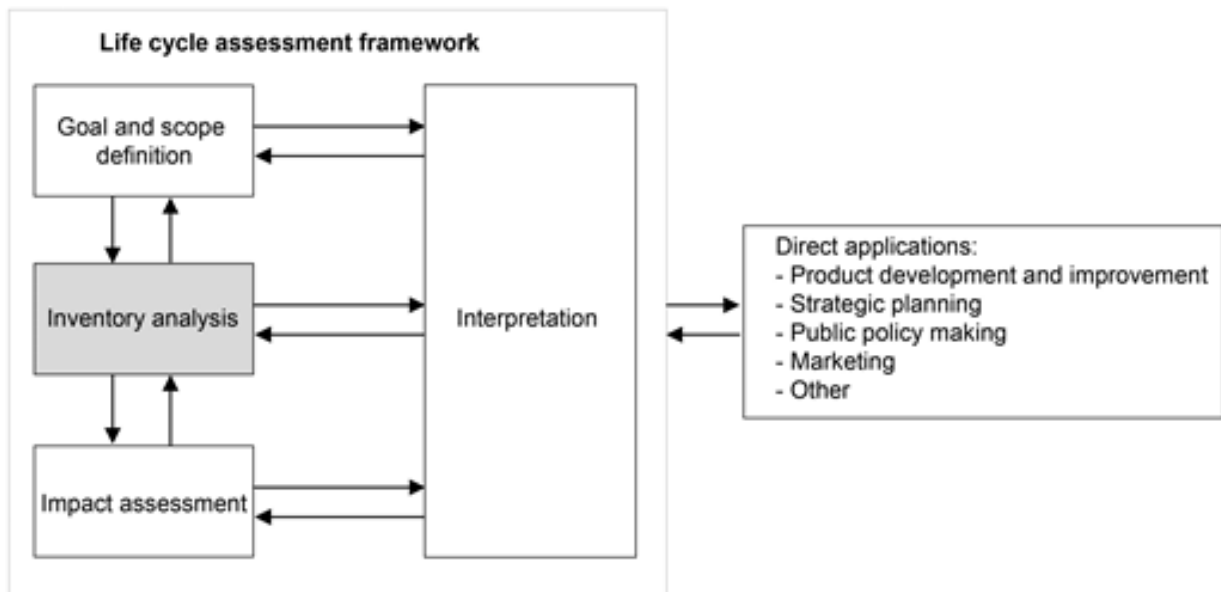 Life cycle assessment framework
Goal and scope
definition
Inventory analysis
Impact assessment
Interpretation
Direct applications:
- Product development and improvement
- Strategic planning
- Public policy making
- Marketing
- Other